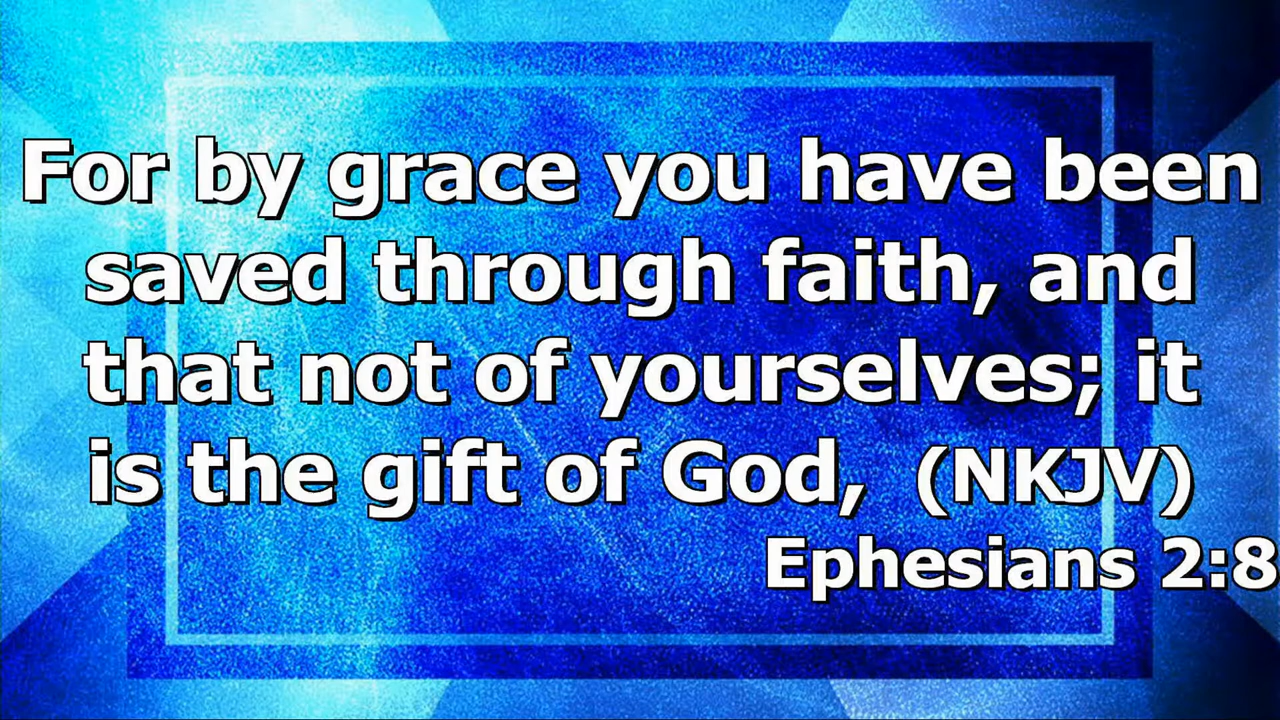 For by grace you have been
saved through faith, and
that not of yourselves; it
is the gift of God, (NKJV)
Ephesians 2:8